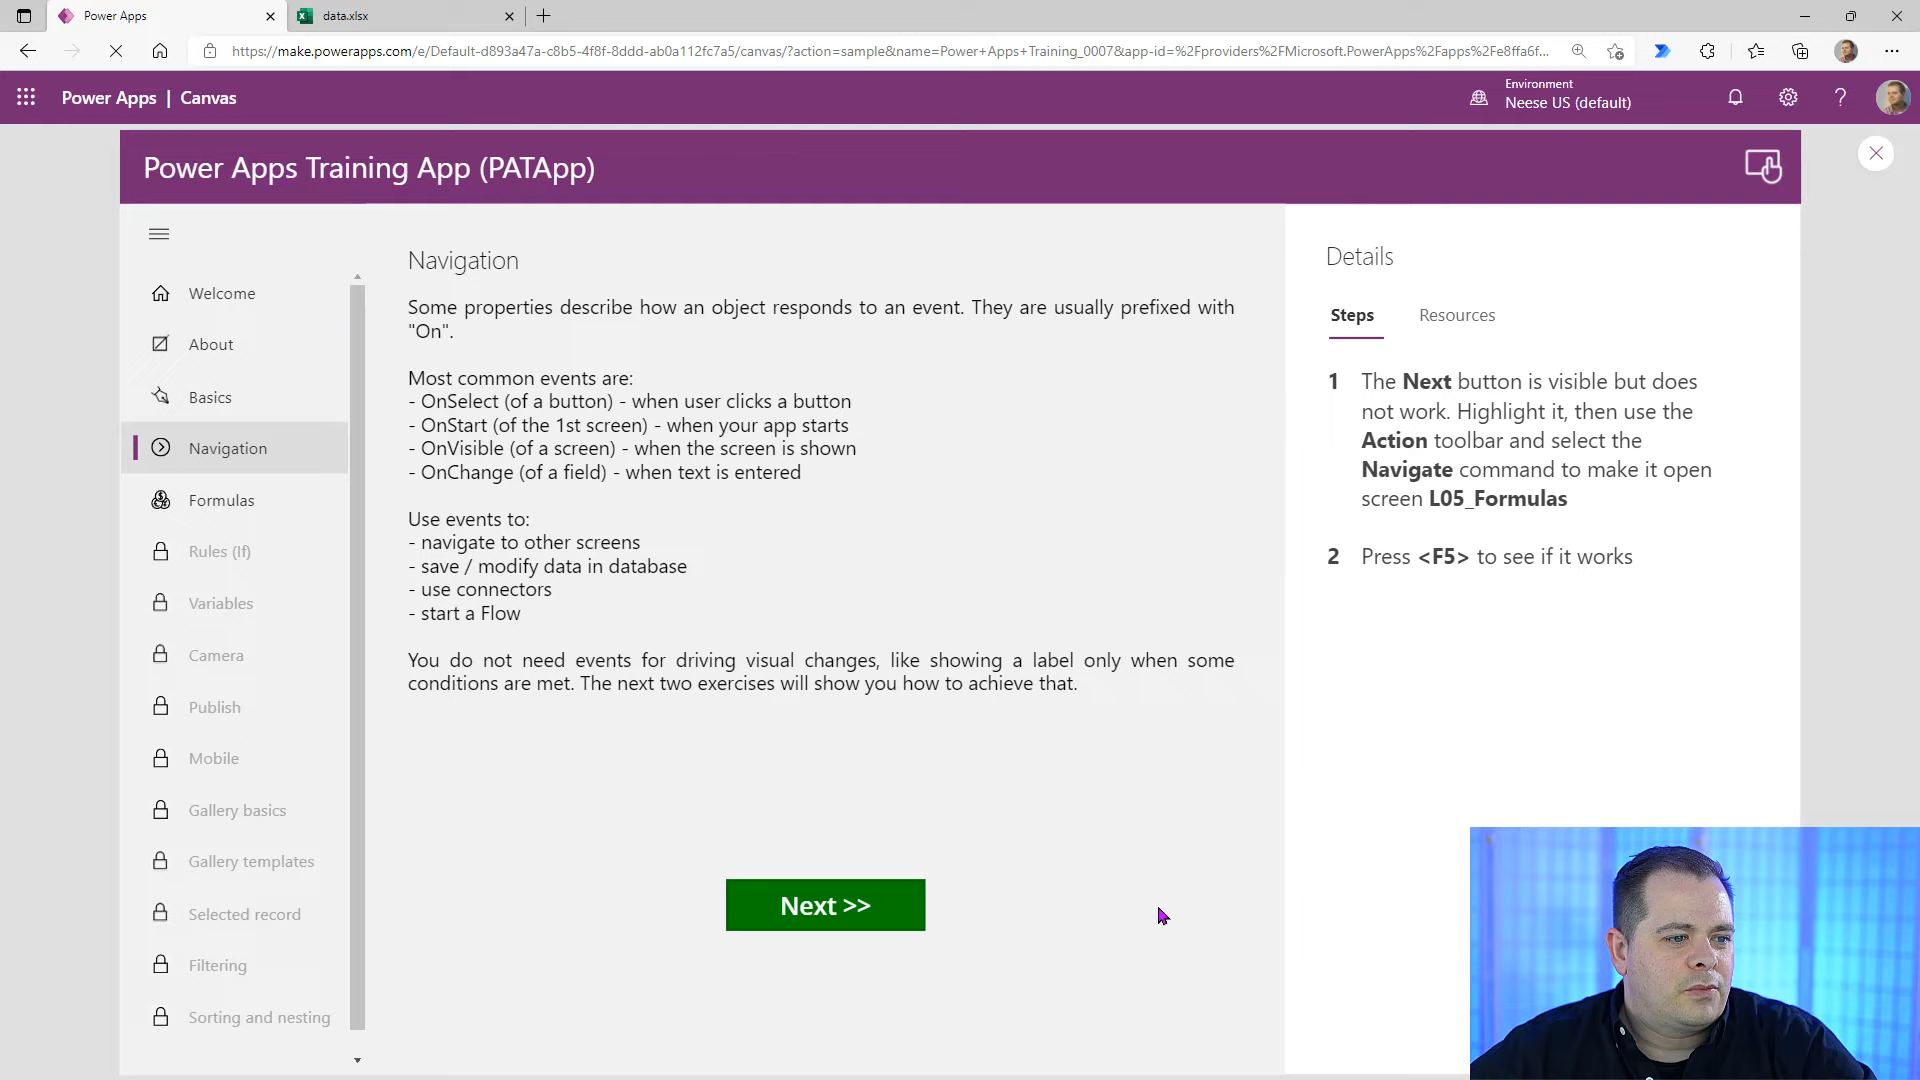 Power Apps
data.xlsx
https://make.powerapps.com/e/Default-d893a47a-c8b5-4f8f-8ddd-ab0a112fc7a5/canvas/?action=sample&name=Power+Apps+Training_0007&app-id=%2Fproviders%2FMicrosoft.PowerApps%2Fapps%2Fe8ffa6f...
Power Apps | Canvas
Environment
Neese US (default)
Power Apps Training App (PATApp)
Welcome
About
Basics
Navigation
Formulas
Rules (If)
Variables
Camera
Publish
Mobile
Gallery basics
Gallery templates
Selected record
Filtering
Sorting and nesting
Navigation
Some properties describe how an object responds to an event. They are usually prefixed with
"On".
Most common events are:
- OnSelect (of a button) - when user clicks a button
- OnStart (of the 1st screen) - when your app starts
- OnVisible (of a screen) - when the screen is shown
- OnChange (of a field) - when text is entered
Use events to:
- navigate to other screens
- save / modify data in database
- use connectors
- start a Flow
You do not need events for driving visual changes, like showing a label only when some
conditions are met. The next two exercises will show you how to achieve that.
Next >>
Details
Steps Resources
1 The Next button is visible but does
not work. Highlight it, then use the
Action toolbar and select the
Navigate command to make it open
screen L05_Formulas
2 Press <F5> to see if it works